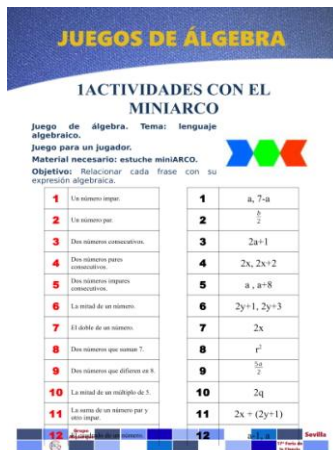 JUEGOS DE ÁLGEBRA
1ACTIVIDADES CON EL
MINIARCO
Juego de álgebra. Tema: lenguaje
algebraico.
Juego para un jugador.
Material necesario: estuche miniARCO.
Objetivo: Relacionar cada frase con su
expresión algebraica.
1 Un número impar. 1 a, 7-a
2 Un número par. 2 b/2
3 Dos números consecutivos. 3 2a+1
4 Dos números pares
consecutivos. 4 2x, 2x+2
5 Dos números impares
consecutivos. 5 a , a+8
6 La mitad de un número. 6 2y+1, 2y+3
7 El doble de un número. 7 2x
8 Dos números que suman 7. 8 r²
9 Dos números que difieren en 8. 9 5a/2
10 La mitad de un múltiplo de 5. 10 2q
11 La suma de un número par y
otro impar. 11 2x + (2y+1)
12 de un número. 12 a-1, a
Grupo
Sevilla